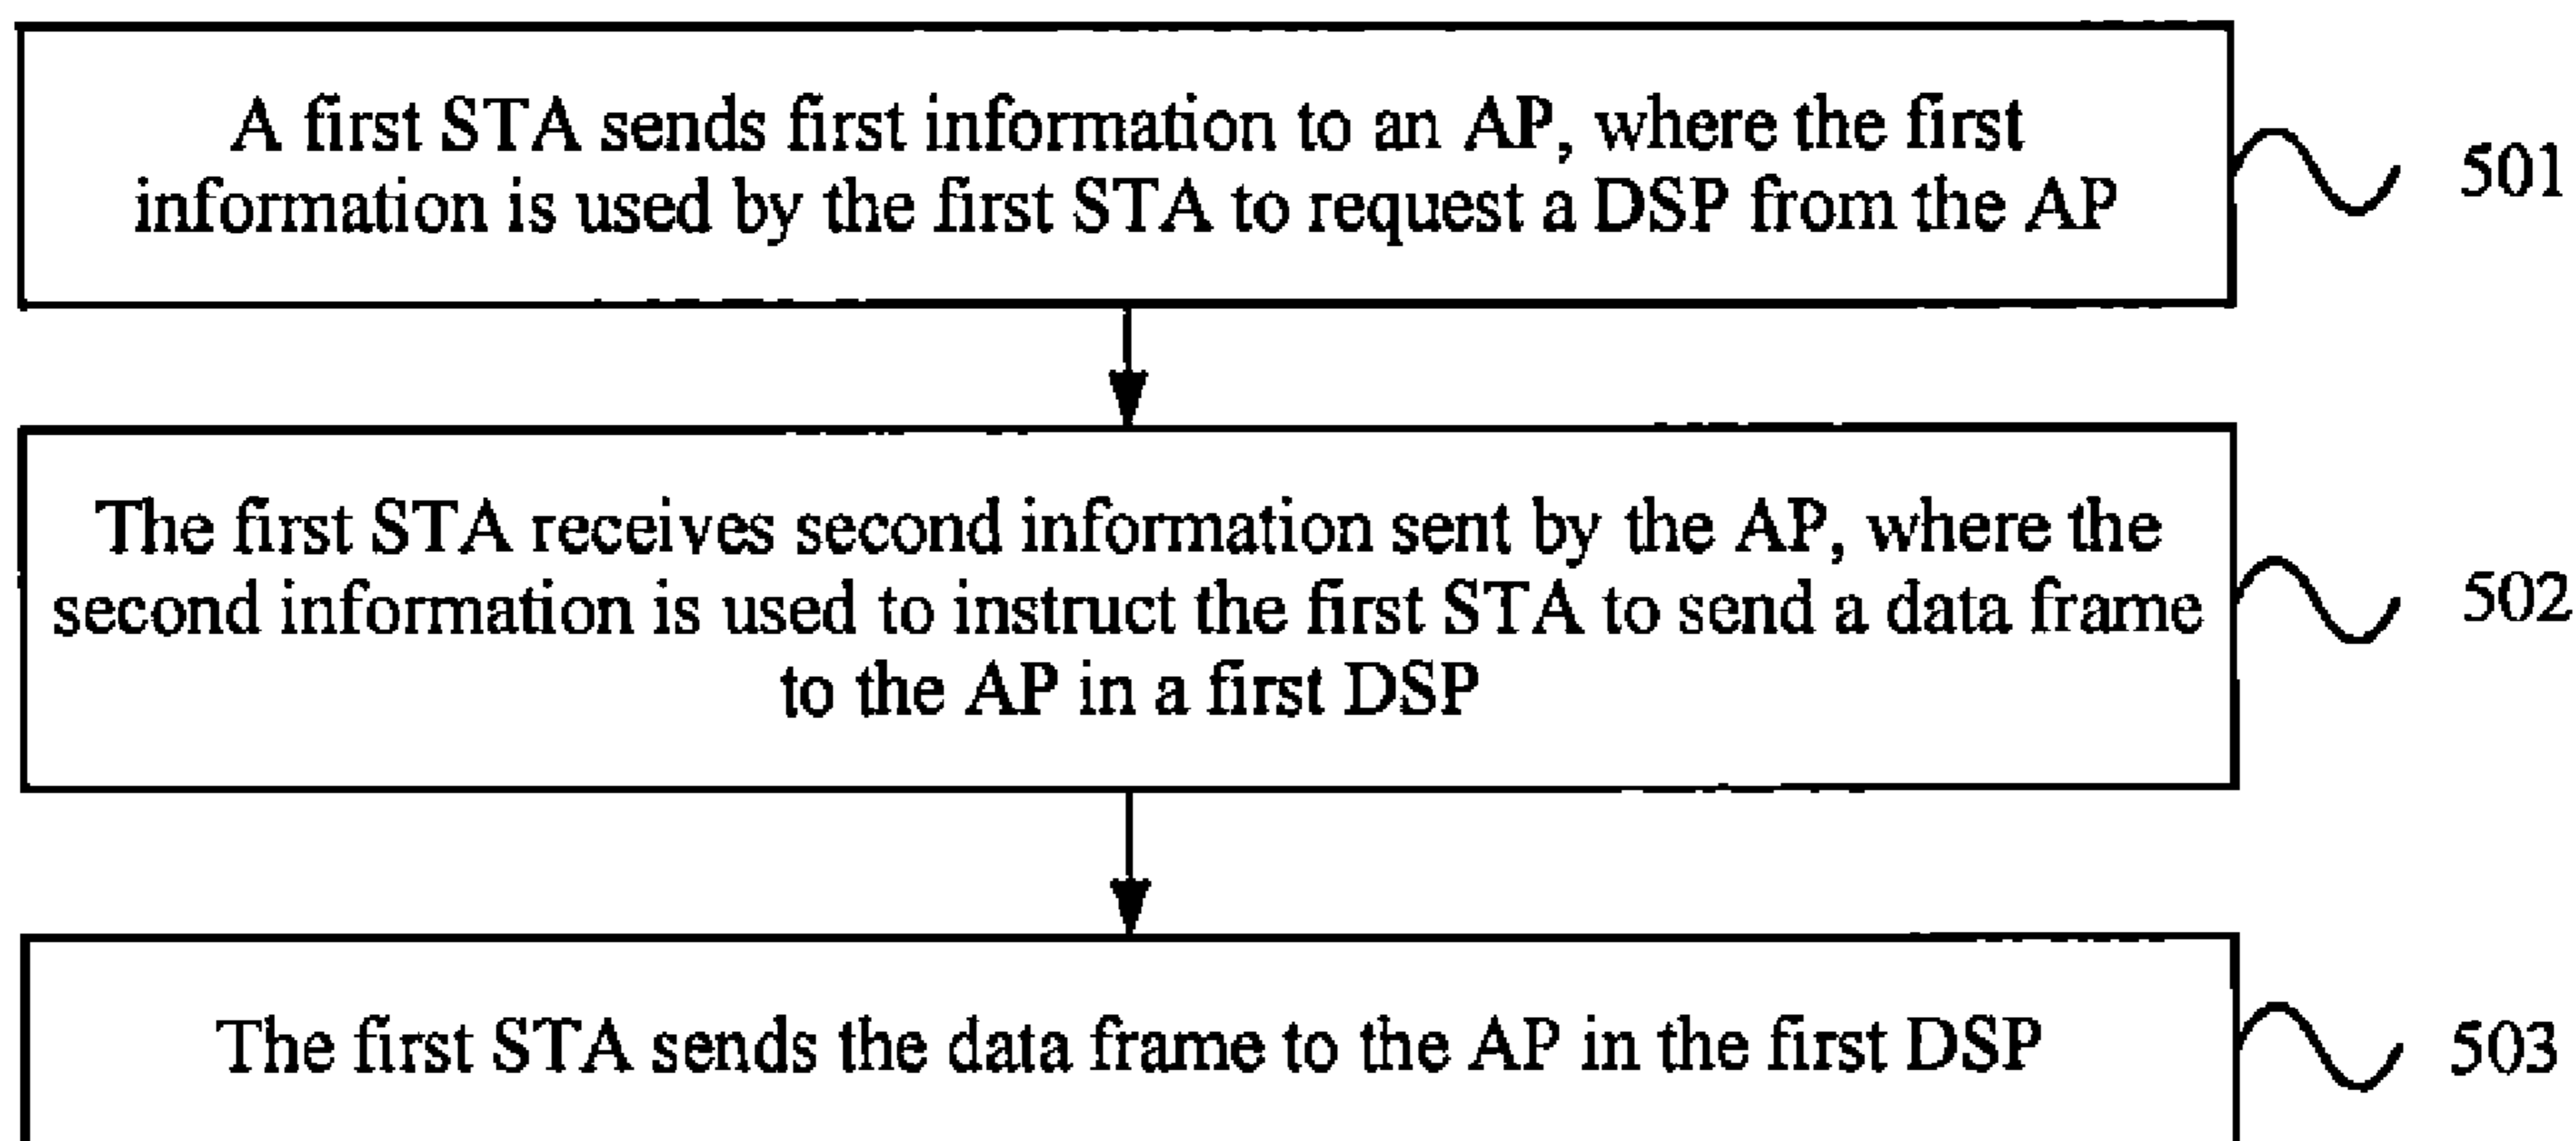 A first STA sends first information to an AP, where the first
information is used by the first STA to request a DSP from the AP
501
The first STA receives second information sent by the AP, where the
second information is used to instruct the first STA to send a data frame
to the AP in a first DSP
502
The first STA sends the data frame to the AP in the first DSP
503